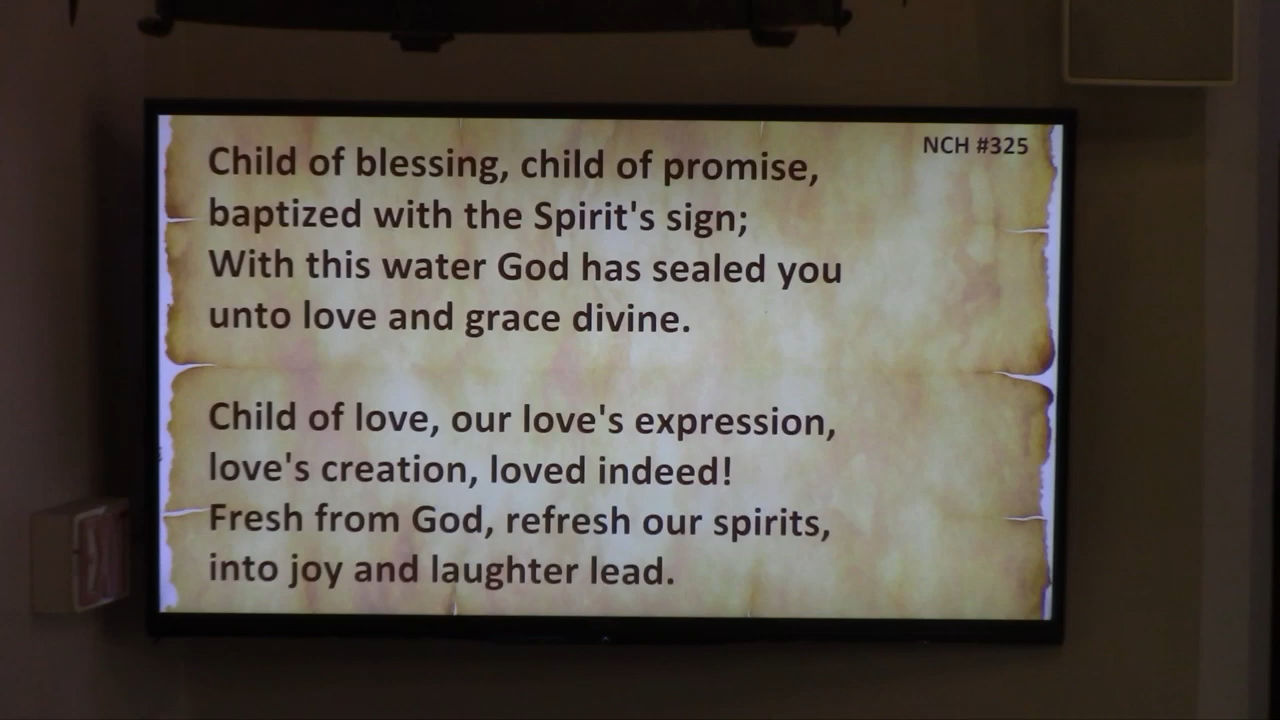 NCH #325
Child of blessing, child of promise,
baptized with the Spirit's sign;
With this water God has sealed you
unto love and grace divine.
Child of love, our love's expression,
love's creation, loved indeed!
Fresh from God, refresh our spirits,
into joy and laughter lead.